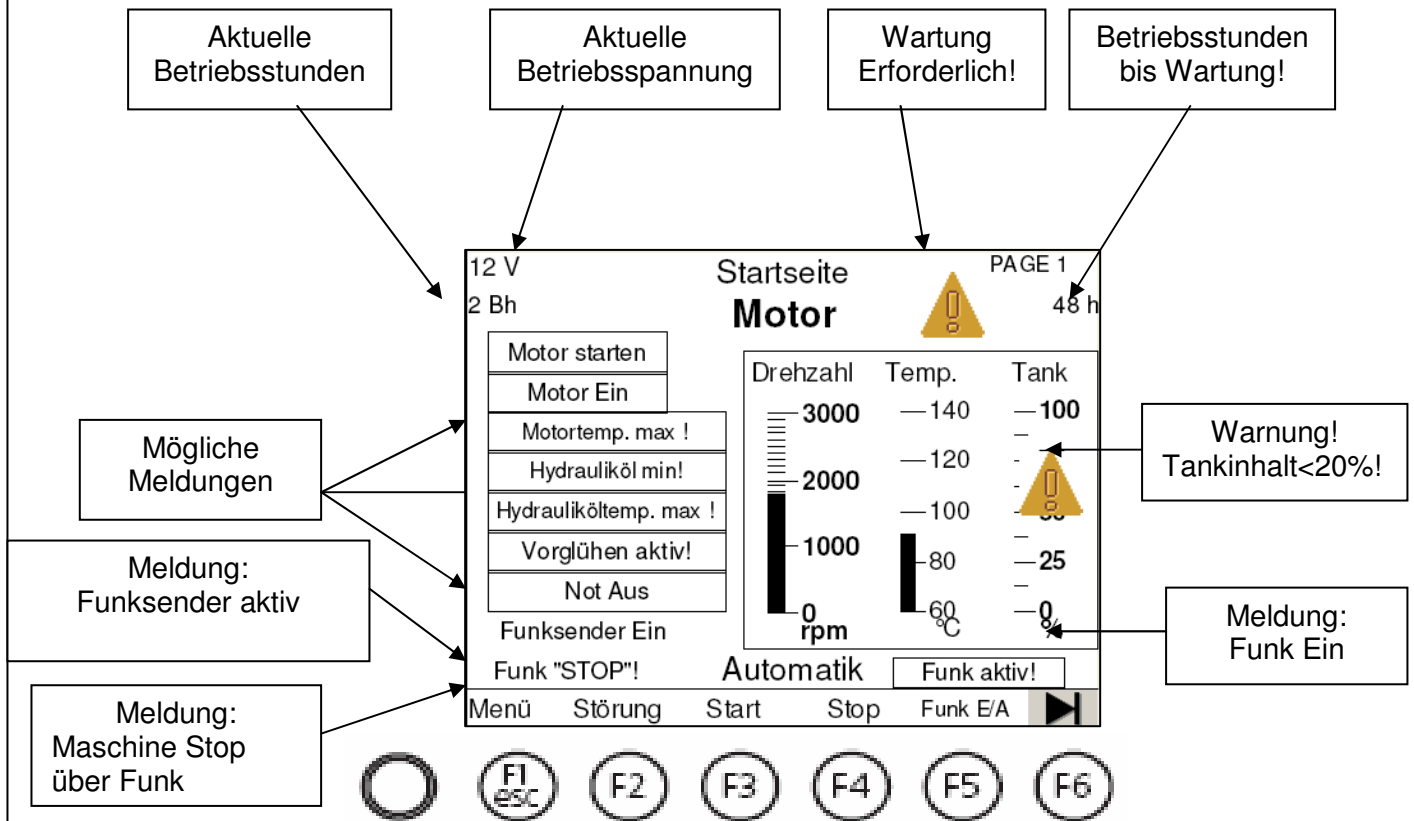 Aktuelle
Betriebsstunden
Aktuelle
Betriebsspannung
Wartung
Erforderlich!
Betriebsstunden
bis Wartung!
12 V
Startseite
PAGE 1
2 Bh
Motor
48 h
Motor starten
Motor Ein
Motortemp. max !
Hydrauliköl min!
Hydrauliköltemp. max !
Vorglühen aktiv!
Not Aus
Funksender Ein
Funk "STOP"!
Drehzahl
3000
2000
1000
0
rpm
Temp.
140
120
100
80
60
°C
Tank
100
25
0
%
Automatik
Funk aktiv!
Menü Störung Start Stop Funk E/A
Mögliche
Meldungen
Meldung:
Funksender aktiv
Meldung:
Maschine Stop
über Funk
Warnung!
Tankinhalt<20%!
Meldung:
Funk Ein
F1
esc
F2
F3
F4
F5
F6